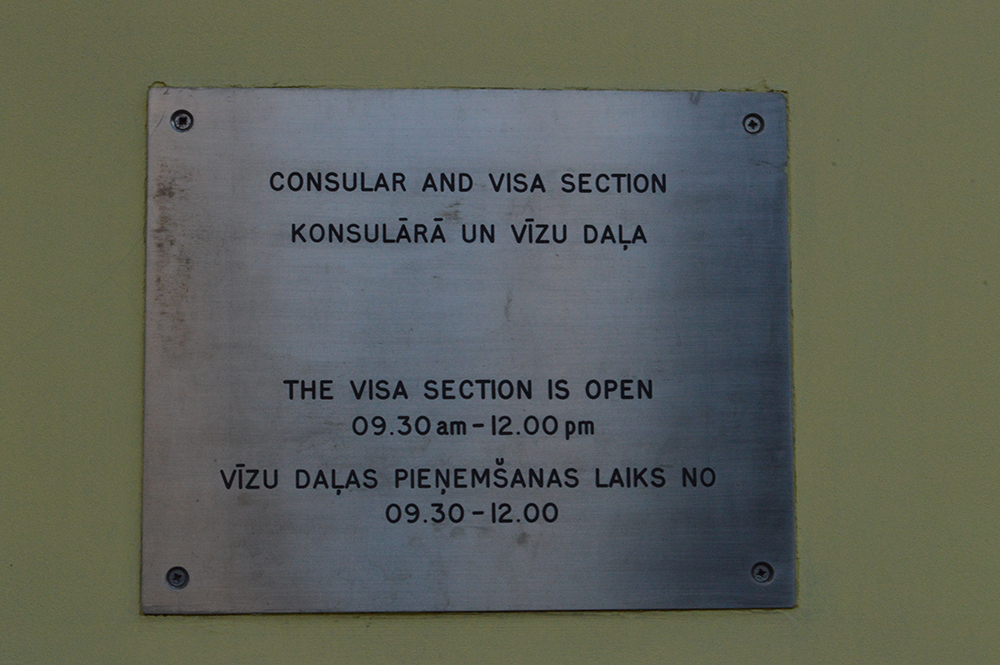 CONSULAR AND VISA SECTION
KONSULĀRĀ UN VĪZU DAĻA
THE VISA SECTION IS OPEN
09.30 am - 12.00 pm
VĪZU DAĻAS PIEŅEMŠANAS LAIKS NO
09.30 - 12.00